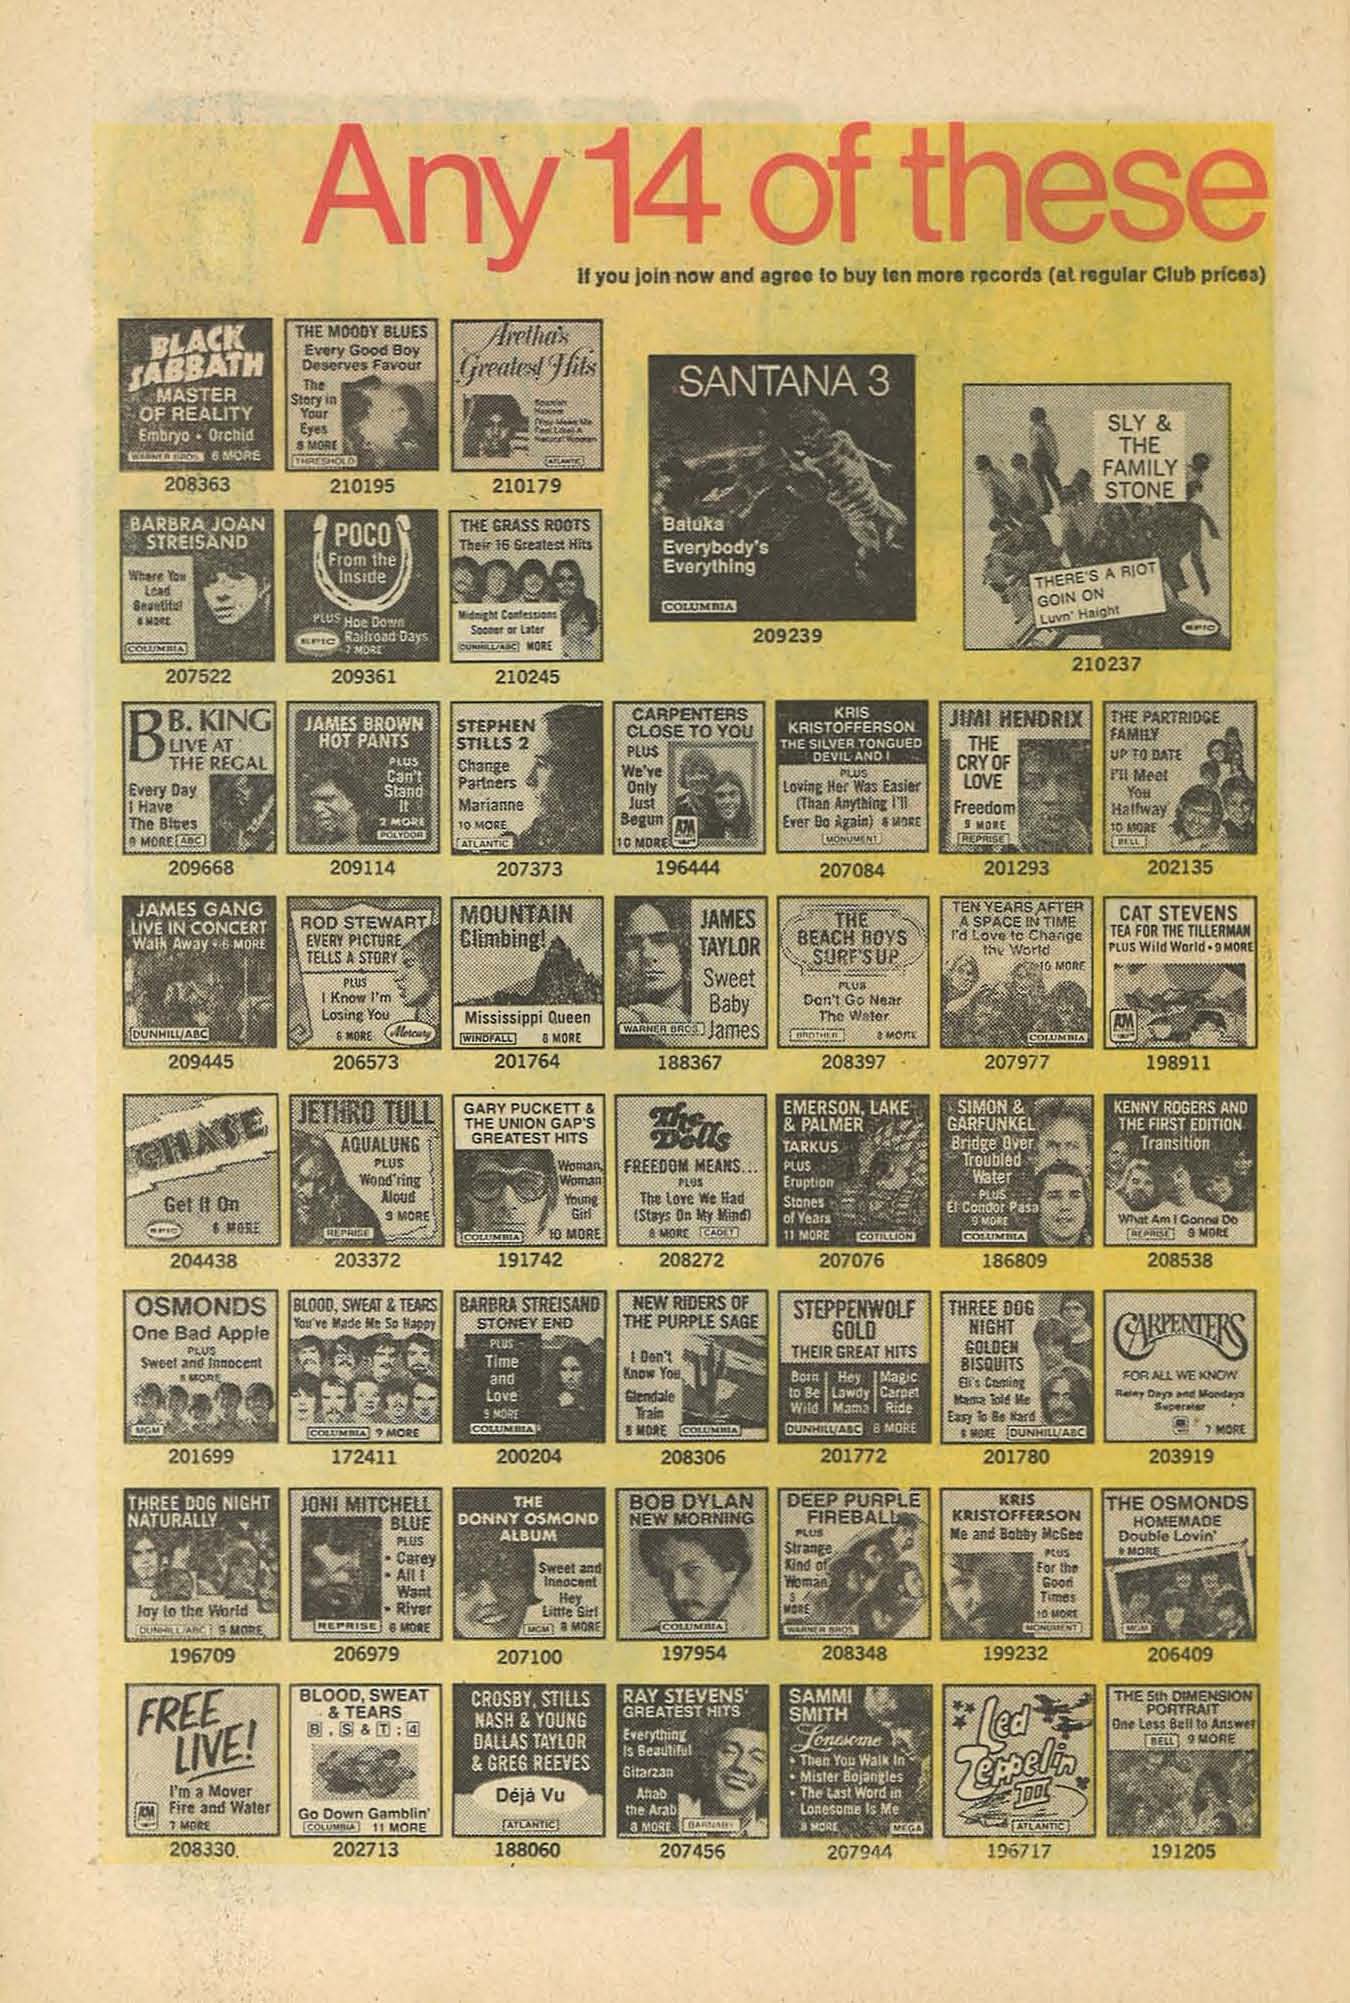 Any 14 of these
If you join now and agree to buy ten more records (at regular Club prices)
BLACK
SABBATH
MASTER
OF REALITY
Embryo • Orchid
WARNER BROS. 6 MORE
208363
THE MOODY BLUES
Every Good Boy
Deserves Favour
The
Story in
Your
Eyes
8 MORE
THRESHOLD
210195
Aretha's
Greatest Hits
Spanish
Harlem
ATLANTIC
210179
SANTANA 3
Batuka
Everybody's
Everything
COLUMBIA
209239
SLY &
THE
FAMILY
STONE
THERE'S A RIOT
GOIN ON
Luvn' Haight
EPIC
210237
BARBRA JOAN
STREISAND
Where You
Lead
Beautiful
8 MORE
COLUMBIA
207522
POCO
From the
Inside
PLUS Hoe Down
Railroad Days
EPIC 7 MORE
209361
THE GRASS ROOTS
Their 16 Greatest Hits
Midnight Confessions
Sooner or Later
DUNHILL/ABC MORE
210245
B.B. KING
LIVE AT
THE REGAL
Every Day
I Have
The Blues
9 MORE ABC
209668
JAMES BROWN
HOT PANTS
PLUS
Can't
Stand
It
2 MORE
POLYDOR
209114
STEPHEN
STILLS 2
Change
Partners
Marianne
10 MORE
ATLANTIC
207373
CARPENTERS
CLOSE TO YOU
PLUS
We've
Only
Just
Begun
10 MORE A&M
196444
KRIS
KRISTOFFERSON
THE SILVER TONGUED
DEVIL AND I
PLUS
Loving Her Was Easier
(Than Anything I'll
Ever Do Again) 8 MORE
MONUMENT
207084
JIMI HENDRIX
THE
CRY OF
LOVE
Freedom
9 MORE
REPRISE
201293
THE PARTRIDGE
FAMILY
UP TO DATE
I'll Meet
You
Halfway
10 MORE
BELL
202135
JAMES GANG
LIVE IN CONCERT
Walk Away • 6 MORE
DUNHILL/ABC
209445
ROD STEWART
EVERY PICTURE
TELLS A STORY
PLUS
I Know I'm
Losing You
6 MORE Mercury
206573
MOUNTAIN
Climbing!
Mississippi Queen
WINDFALL 8 MORE
201764
JAMES
TAYLOR
Sweet
Baby
James
WARNER BROS.
188367
THE
BEACH BOYS
SURF'S UP
PLUS
Don't Go Near
The Water
BROTHER 8 MORE
208397
TEN YEARS AFTER
A SPACE IN TIME
I'd Love to Change
the World
10 MORE
COLUMBIA
207977
CAT STEVENS
TEA FOR THE TILLERMAN
PLUS Wild World • 9 MORE
A&M
198911
CHASE
Get It On
EPIC 6 MORE
204438
JETHRO TULL
AQUALUNG
PLUS
Wond'ring
Aloud
9 MORE
REPRISE
203372
GARY PUCKETT &
THE UNION GAP'S
GREATEST HITS
Woman,
Woman
Young
Girl
COLUMBIA 10 MORE
191742
The
Dells
FREEDOM MEANS...
PLUS
The Love We Had
(Stays On My Mind)
8 MORE CADET
208272
EMERSON, LAKE
& PALMER
TARKUS
PLUS
Eruption
Stones
of Years
11 MORE COTILLION
207076
SIMON &
GARFUNKEL
Bridge Over
Troubled
Water
PLUS
El Condor Pasa
9 MORE
COLUMBIA
186809
KENNY ROGERS AND
THE FIRST EDITION
Transition
What Am I Gonna Do
REPRISE 9 MORE
208538
OSMONDS
One Bad Apple
PLUS
Sweet and Innocent
8 MORE
MGM
201699
BLOOD, SWEAT & TEARS
You've Made Me So Happy
COLUMBIA 9 MORE
172411
BARBRA STREISAND
STONEY END
PLUS
Time
and
Love
9 MORE
COLUMBIA
200204
NEW RIDERS OF
THE PURPLE SAGE
I Don't
Know You
Glendale
Train
8 MORE COLUMBIA
208306
STEPPENWOLF
GOLD
THEIR GREAT HITS
Born
to Be
Wild
Hey
Lawdy
Mama
Magic
Carpet
Ride
DUNHILL/ABC 8 MORE
201772
THREE DOG
NIGHT
GOLDEN
BISQUITS
Eli's Coming
Mama Told Me
Easy To Be Hard
8 MORE DUNHILL/ABC
201780
CARPENTERS
FOR ALL WE KNOW
Rainy Days and Mondays
Superstar
7 MORE
203919
THREE DOG NIGHT
NATURALLY
Joy to the World
DUNHILL/ABC 9 MORE
196709
JONI MITCHELL
BLUE
PLUS
• Carey
• All I
Want
• River
REPRISE 6 MORE
206979
THE
DONNY OSMOND
ALBUM
Sweet and
Innocent
Hey
Little Girl
MGM 8 MORE
207100
BOB DYLAN
NEW MORNING
COLUMBIA
197954
DEEP PURPLE
FIREBALL
PLUS
Strange
Kind of
Woman
5
MORE
WARNER BROS.
208348
KRIS
KRISTOFFERSON
Me and Bobby McGee
PLUS
For the
Good
Times
10 MORE
MONUMENT
199232
THE OSMONDS
HOMEMADE
Double Lovin'
9 MORE
MGM
206409
FREE
LIVE!
I'm a Mover
Fire and Water
A&M 7 MORE
208330
BLOOD, SWEAT
& TEARS
B, S & T; 4
Go Down Gamblin'
COLUMBIA 11 MORE
202713
CROSBY, STILLS
NASH & YOUNG
DALLAS TAYLOR
& GREG REEVES
Déjà Vu
ATLANTIC
188060
RAY STEVENS'
GREATEST HITS
Everything
Is Beautiful
Gitarzan
Ahab
the Arab
8 MORE BARNABY
207456
SAMMI
SMITH
Lonesome
• Then You Walk In
• Mister Bojangles
• The Last Word in
Lonesome Is Me
8 MORE MEGA
207944
Led
Zeppelin
III
ATLANTIC
196717
THE 5th DIMENSION
PORTRAIT
One Less Bell to Answer
BELL 9 MORE
191205